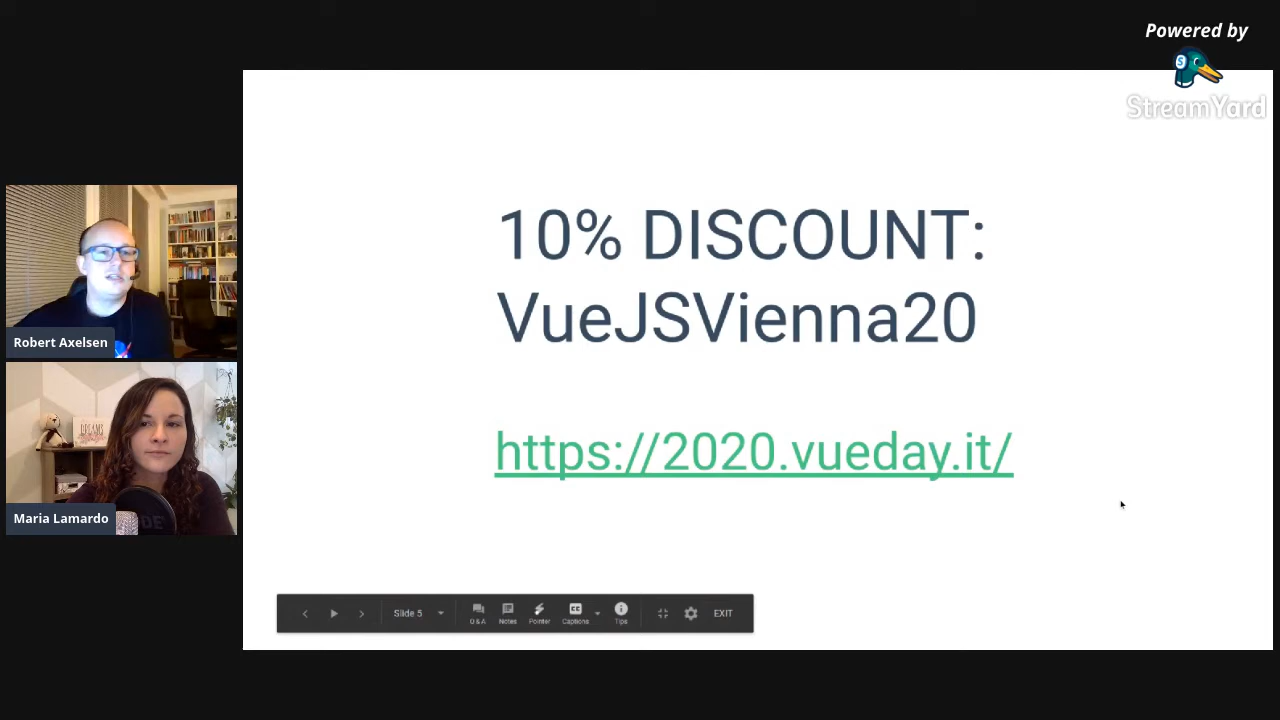 Powered by
StreamYard
10% DISCOUNT:
VueJSVienna20
https://2020.vueday.it/
Robert Axelsen
DREAMS
Maria Lamardo
Slide 5
Q & A
Notes
Pointer
Captions
Tips
EXIT